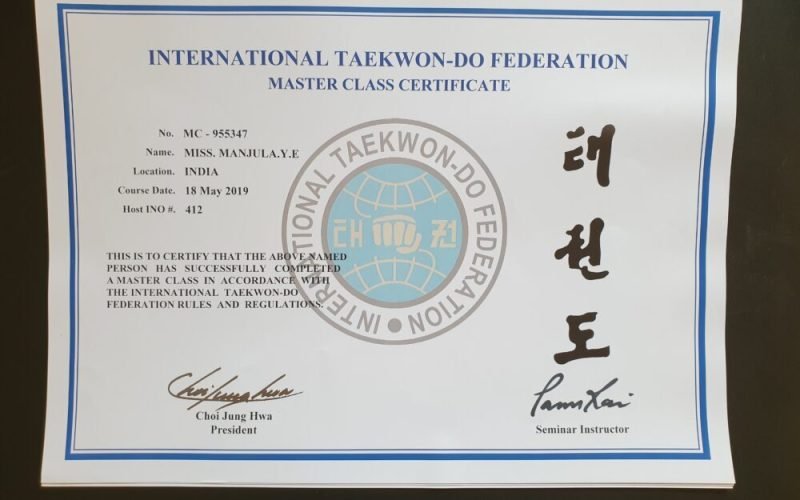 INTERNATIONAL TAEKWON-DO FEDERATION
MASTER CLASS CERTIFICATE
No. MC - 955347
Name. MISS. MANJULA.Y.E
Location. INDIA
Course Date. 18 May 2019
Host INO #. 412
THIS IS TO CERTIFY THAT THE ABOVE NAMED
PERSON HAS SUCCESSFULLY COMPLETED
A MASTER CLASS IN ACCORDANCE WITH
THE INTERNATIONAL TAEKWON-DO
FEDERATION RULES AND REGULATIONS.
INTERNATIONAL TAEKWON-DO FEDERATION
태 권
태
권
도
Choi Jung Hwa
Choi Jung Hwa
President
Seminar Instructor